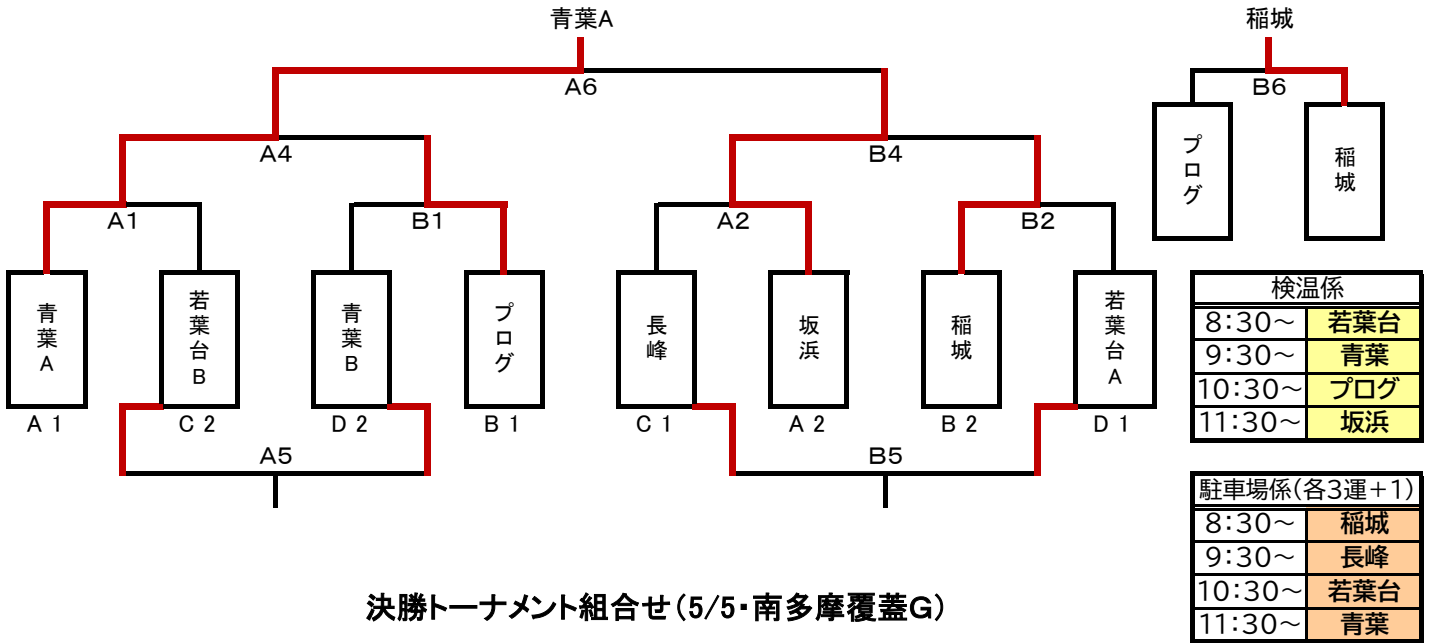 青葉A
稲城
A6
B6
プログ
稲城
A4
B4
A1
B1
A2
B2
青葉A
若葉台B
青葉B
プログ
長峰
坂浜
稲城
若葉台A
A 1
C 2
D 2
B 1
C 1
A 2
B 2
D 1
A5
B5
検温係
8:30～ 若葉台
9:30～ 青葉
10:30～ プログ
11:30～ 坂浜
駐車場係(各3運+1)
8:30～ 稲城
9:30～ 長峰
10:30～ 若葉台
11:30～ 青葉
決勝トーナメント組合せ(5/5・南多摩覆蓋G)